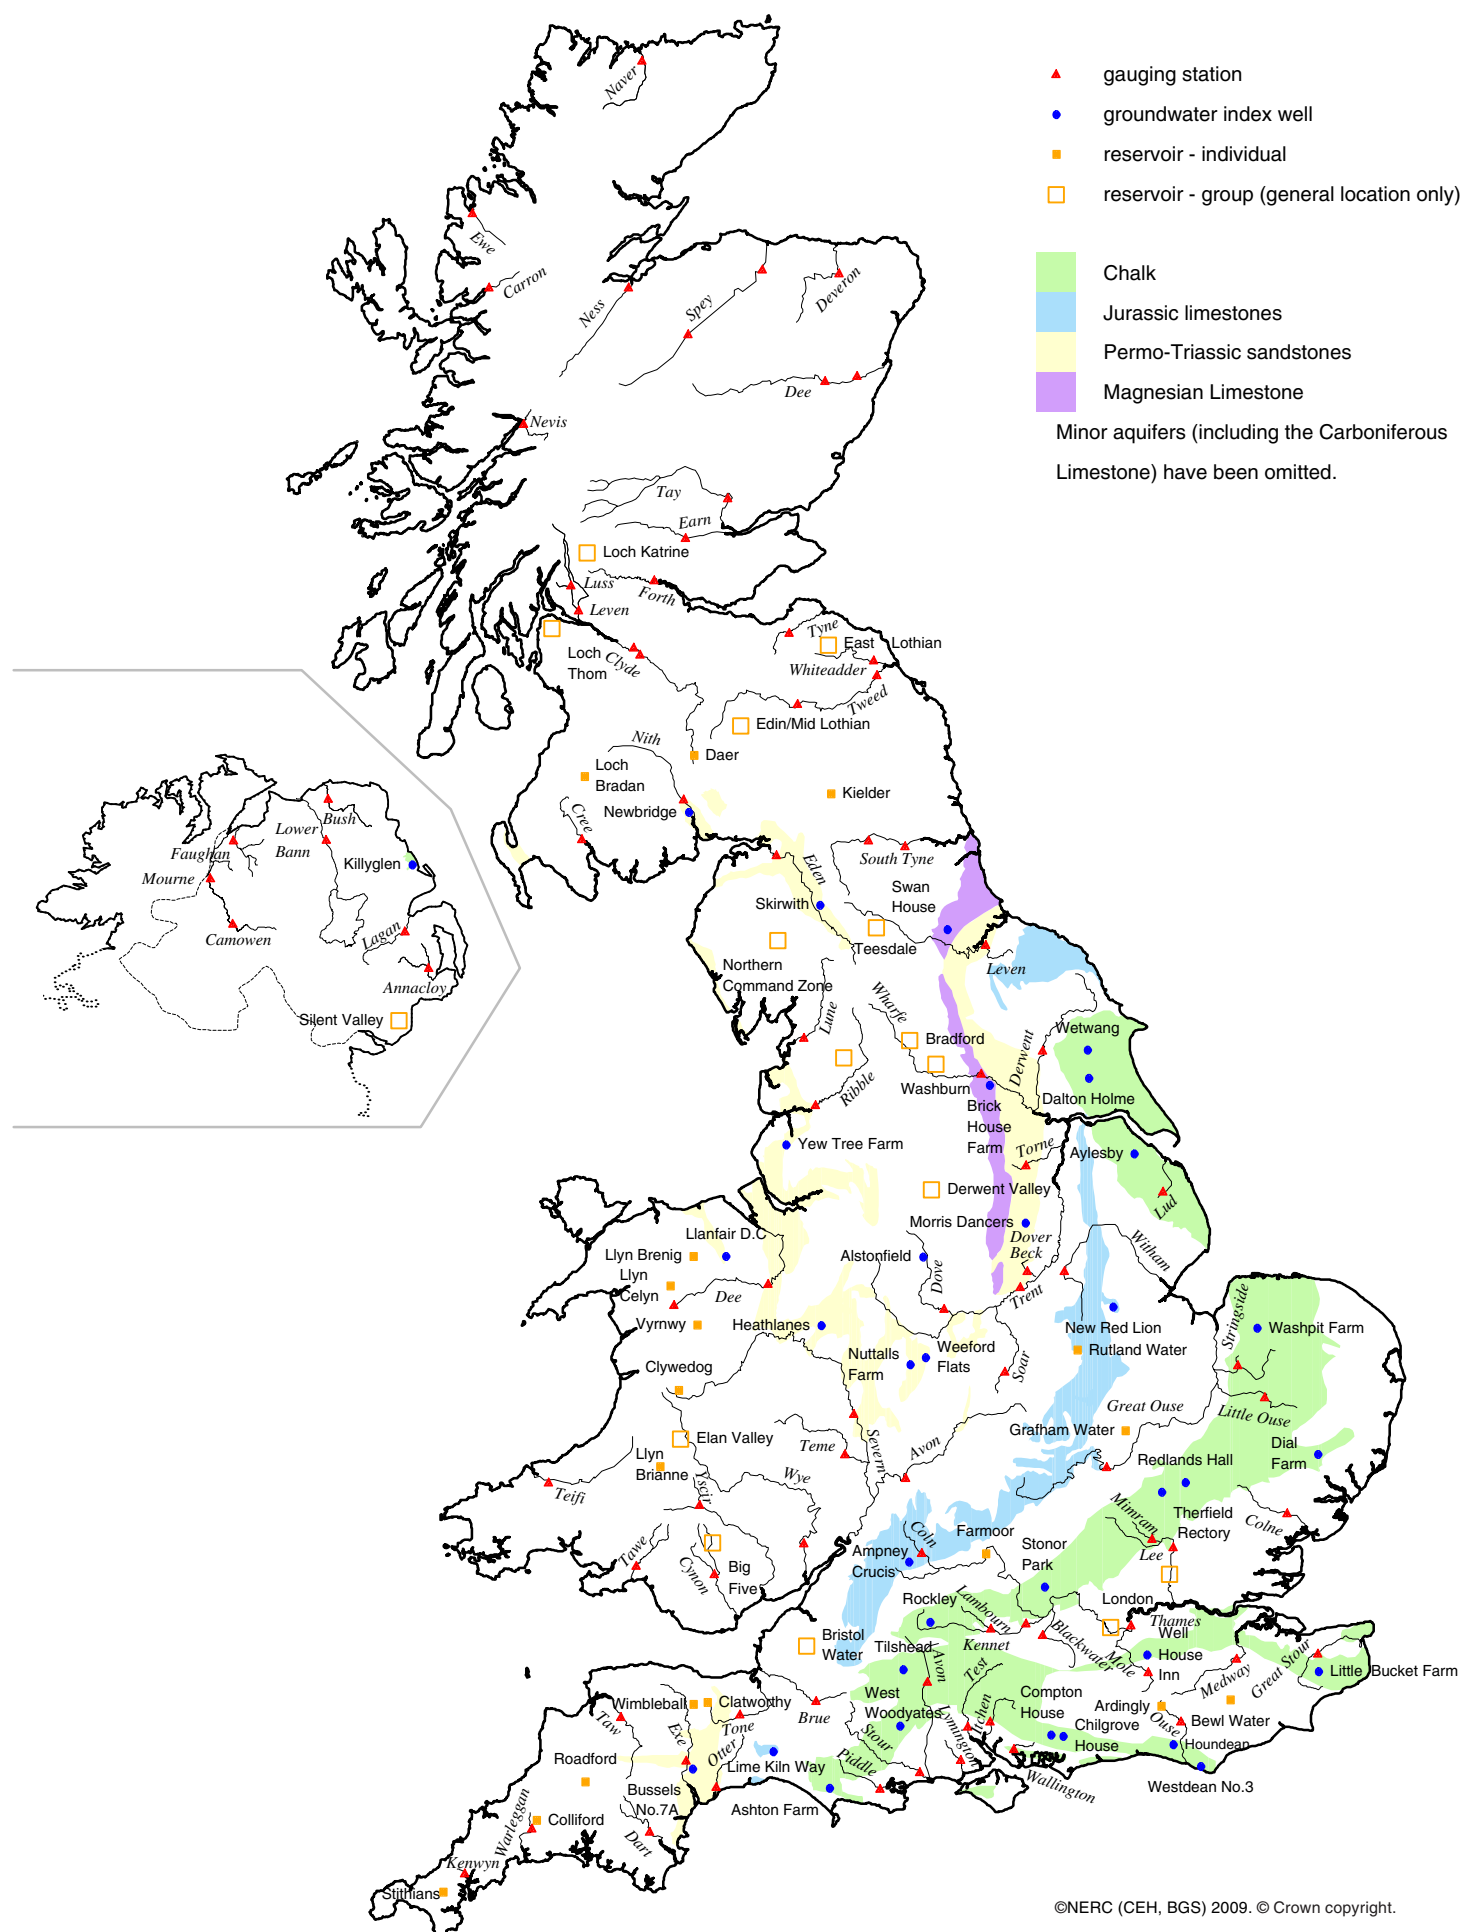 gauging station
groundwater index well
reservoir - individual
reservoir - group (general location only)
Chalk
Jurassic limestones
Permo-Triassic sandstones
Magnesian Limestone
Minor aquifers (including the Carboniferous
Limestone) have been omitted.
Naver
Ewe
Carron
Ness
Spey
Deveron
Dee
Nevis
Tay
Earn
Loch Katrine
Luss
Forth
Leven
Tyne
East Lothian
Loch
Thom
Clyde
Whiteadder
Tweed
Edin/Mid Lothian
Nith
Daer
Loch
Bradan
Kielder
Newbridge
Cree
Bush
Lower
Bann
Faughan
Killyglen
Mourne
Camowen
Lagan
Annacloy
Silent Valley
South Tyne
Eden
Swan
House
Skirwith
Teesdale
Leven
Northern
Command Zone
Lune
Wharfe
Bradford
Wetwang
Derwent
Washburn
Ribble
Brick
House
Farm
Dalton Holme
Yew Tree Farm
Torne
Aylesby
Derwent Valley
Lud
Morris Dancers
Dover
Beck
Witham
Llanfair D.C
Llyn Brenig
Alstonfield
Llyn
Celyn
Dee
Dove
Trent
Stringside
Vyrnwy
Heathlanes
New Red Lion
Washpit Farm
Rutland Water
Nuttalls
Farm
Weeford
Flats
Soar
Clywedog
Great Ouse
Little Ouse
Grafham Water
Elan Valley
Teme
Severn
Avon
Dial
Farm
Llyn
Brianne
Redlands Hall
Wye
Yscir
Teifi
Mimram
Therfield
Rectory
Colne
Coln
Farmoor
Tawe
Cynon
Big
Five
Ampney
Crucis
Stonor
Park
Lee
Rockley
Lambourn
London
Thames
Bristol
Water
Tilshead
Kennet
Blackwater
Mole
Well
House
Inn
Avon
Test
Medway
Great Stour
Little Bucket Farm
Wimbleball
Clatworthy
West
Woodyates
Itchen
Compton
House
Ardingly
Bewl Water
Taw
Exe
Tone
Brue
Stour
Lymington
Chilgrove
House
Ouse
Houndean
Roadford
Otter
Lime Kiln Way
Piddle
Wallington
Westdean No.3
Bussels
No.7A
Ashton Farm
Warleggan
Colliford
Dart
Kenwyn
Stithians
©NERC (CEH, BGS) 2009. © Crown copyright.